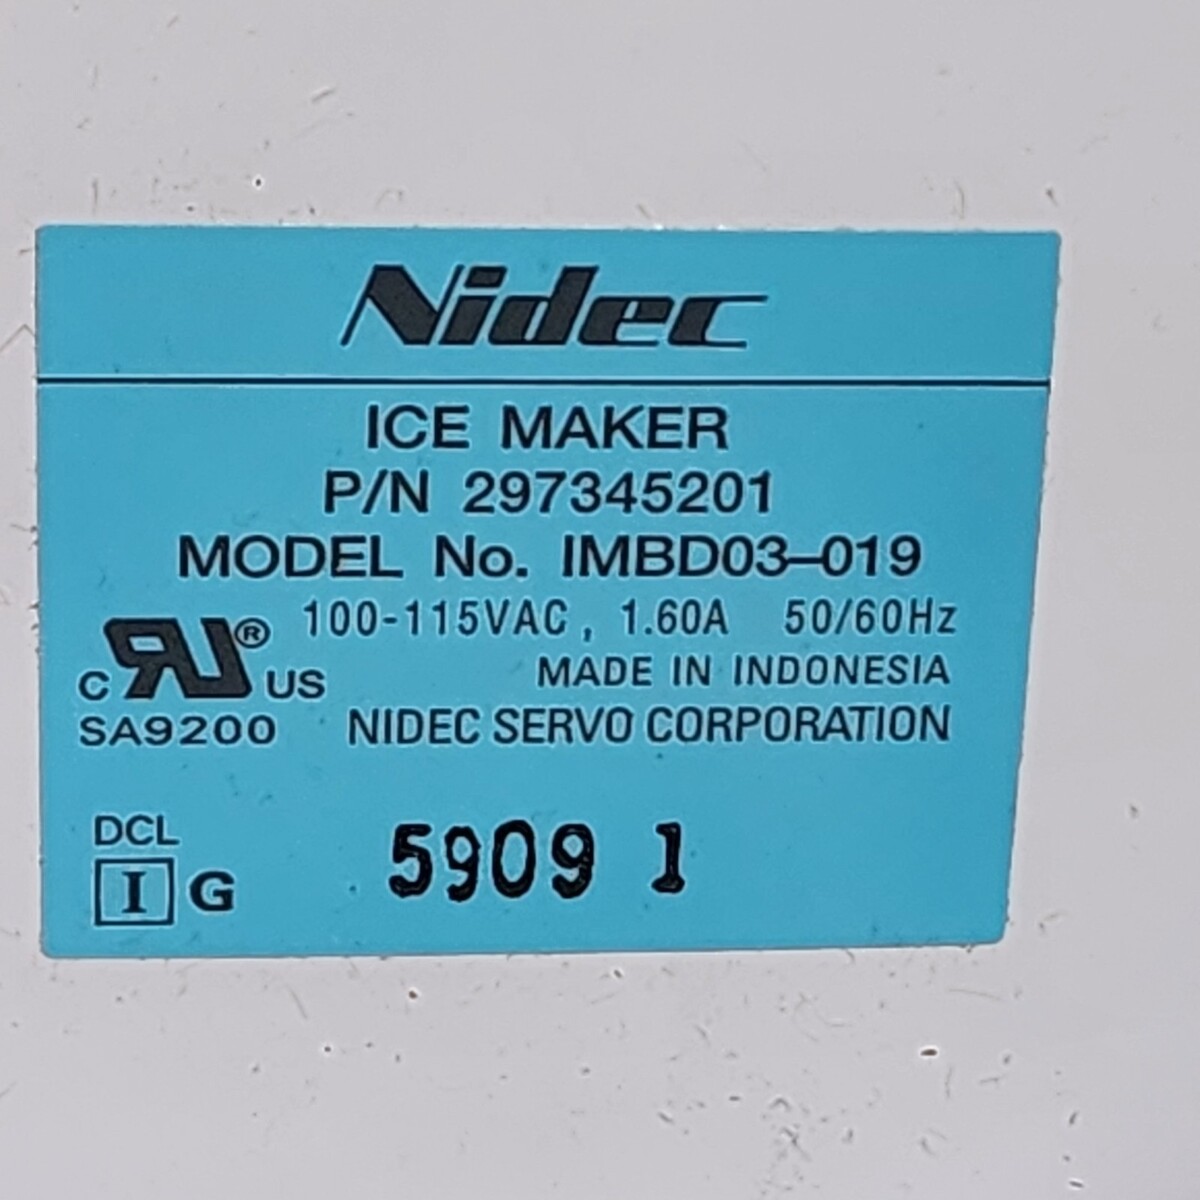 Nidec
ICE MAKER
P/N 297345201
MODEL No. IMBD03-019
100-115VAC, 1.60A 50/60Hz
C RU® US
MADE IN INDONESIA
SA9200 NIDEC SERVO CORPORATION
DCL
I G
5909 1